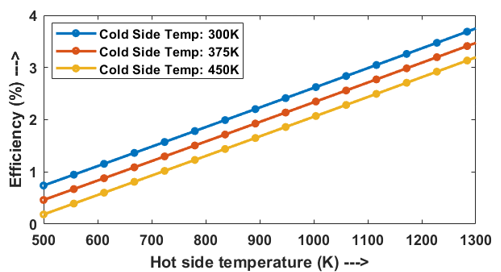 4
Cold Side Temp: 300K
Cold Side Temp: 375K
Cold Side Temp: 450K
3
2
1
0
Efficiency (%) --->
500 600 700 800 900 1000 1100 1200 1300
Hot side temperature (K) --->